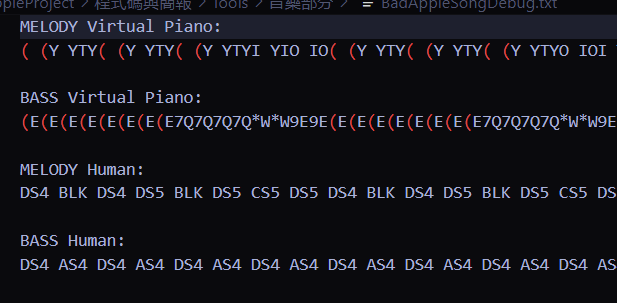 ppleProject > 程式碼與簡報 > Tools > 音樂部分 > BadAppleSongDebug.txt
MELODY Virtual Piano:
( (Y YTY( (Y YTY( (Y YTYI YIO IO( (Y YTY( (Y YTY( (Y YTYO IOI
BASS Virtual Piano:
(E(E(E(E(E(E(E(E7Q7Q7Q7Q*W*W9E9E(E(E(E(E(E(E(E(E7Q7Q7Q7Q*W*W9E
MELODY Human:
DS4 BLK DS4 DS5 BLK DS5 CS5 DS5 DS4 BLK DS4 DS5 BLK DS5 CS5 DS
BASS Human:
DS4 AS4 DS4 AS4 DS4 AS4 DS4 AS4 DS4 AS4 DS4 AS4 DS4 AS4 DS4 AS